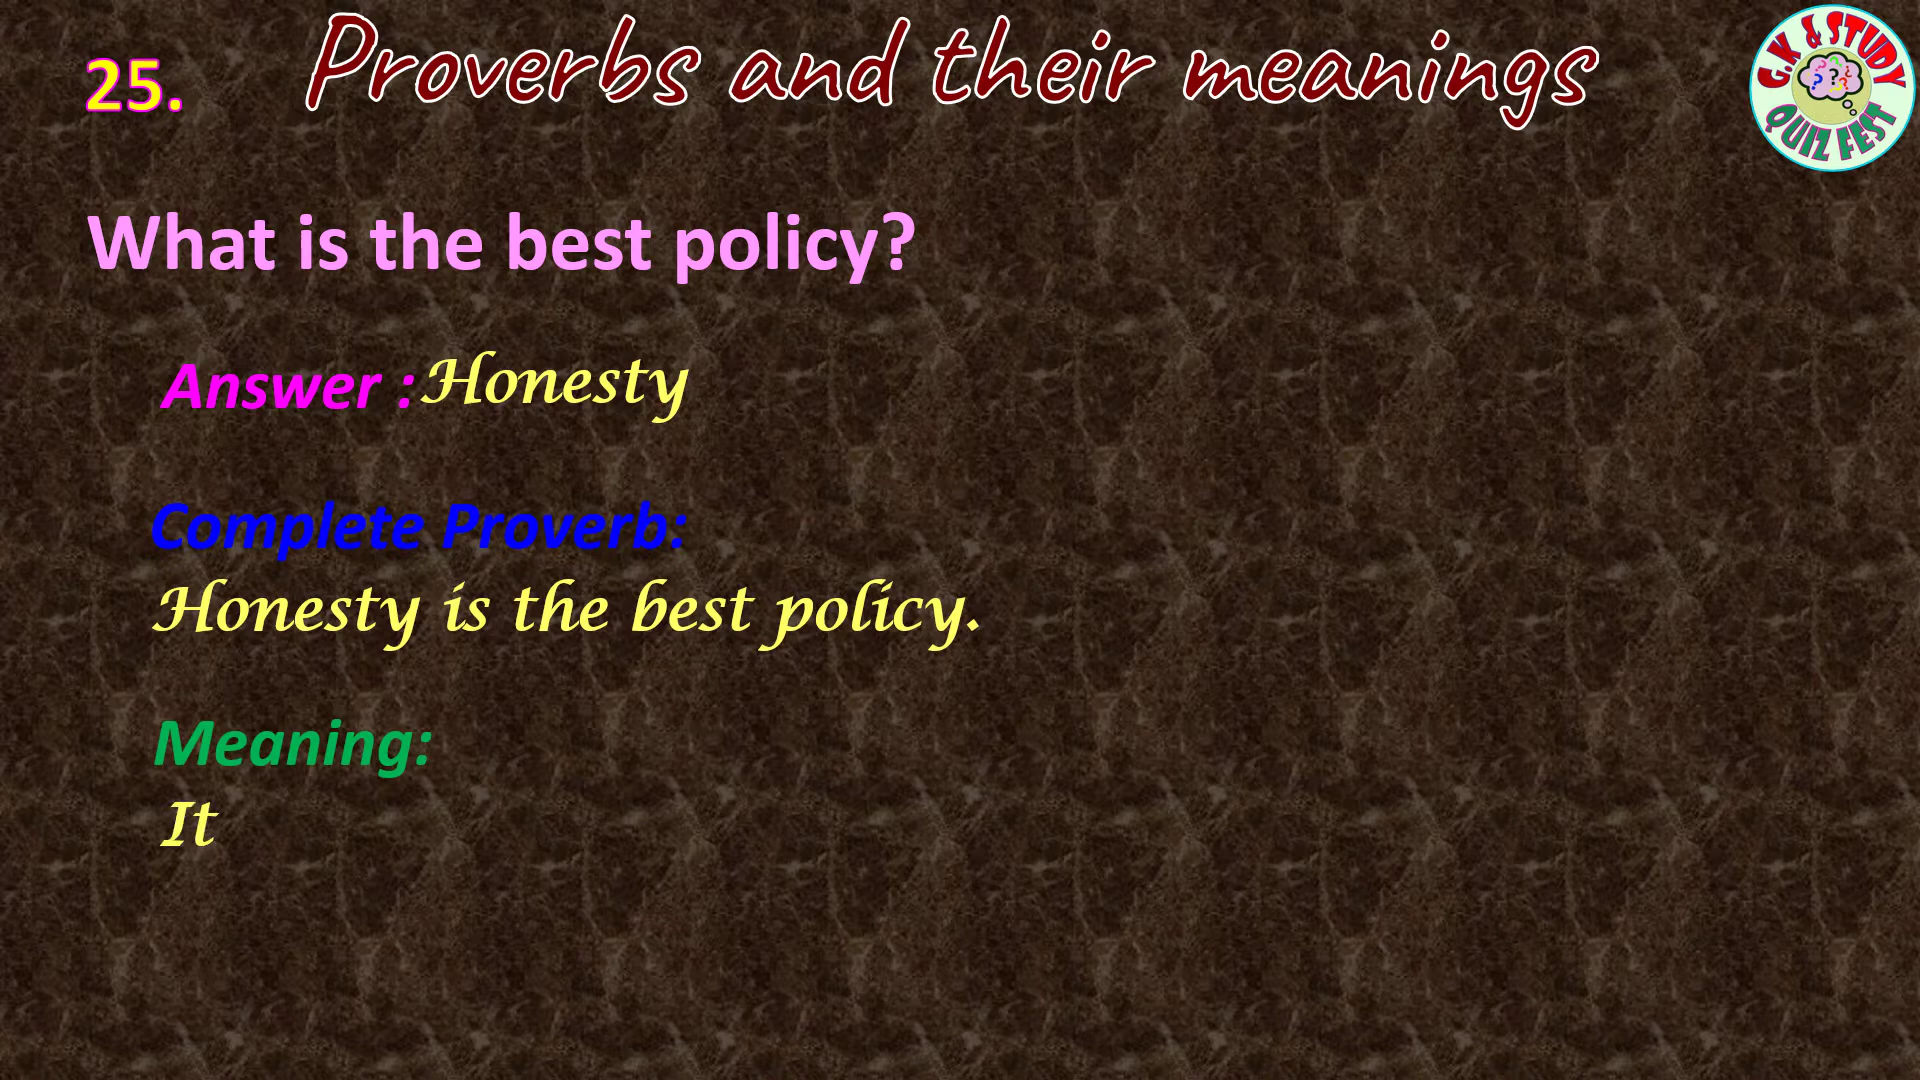 25.
Proverbs and their meanings
G.K & STUDY
QUIZ FEST
What is the best policy?
Answer : Honesty
Complete Proverb:
Honesty is the best policy.
Meaning:
It